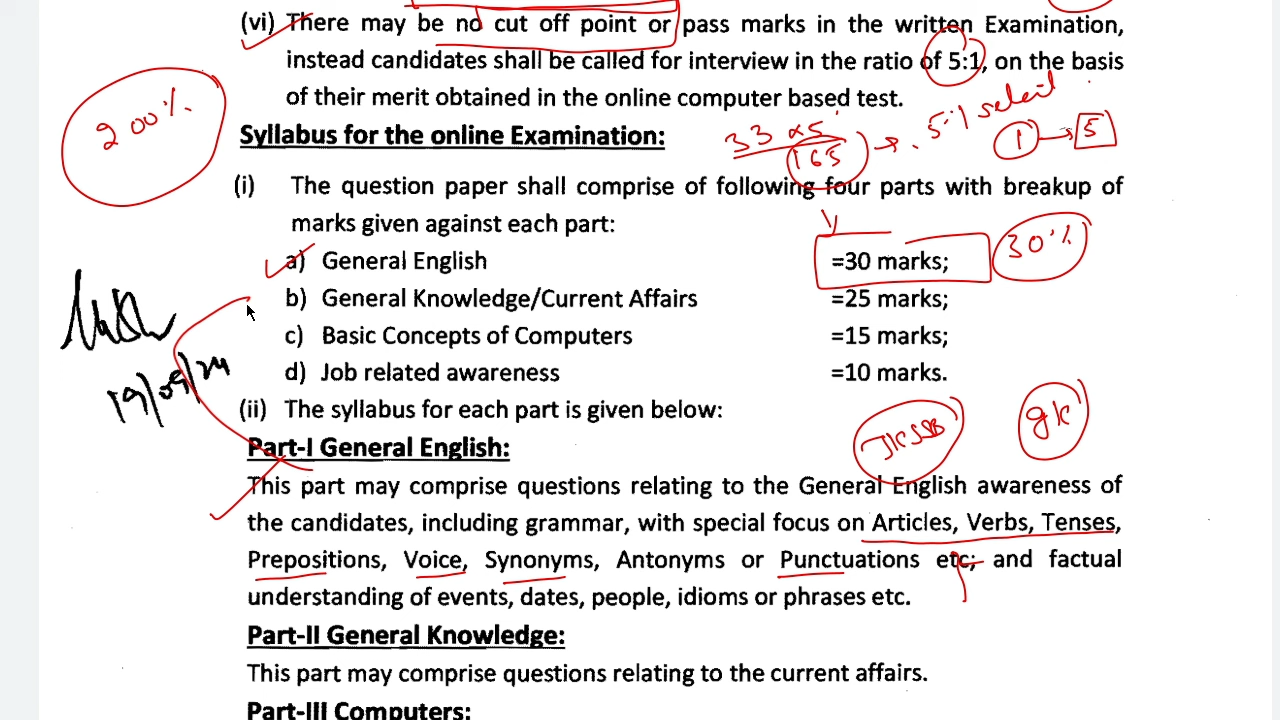 (vi) There may be no cut off point or pass marks in the written Examination,
instead candidates shall be called for interview in the ratio of 5:1, on the basis
of their merit obtained in the online computer based test.
200%
Syllabus for the online Examination:
33 x 5
165
5:1 select
1 → 5
(i) The question paper shall comprise of following four parts with breakup of
marks given against each part:
a) General English =30 marks;
30%
b) General Knowledge/Current Affairs =25 marks;
c) Basic Concepts of Computers =15 marks;
d) Job related awareness =10 marks.
19/09/24
(ii) The syllabus for each part is given below:
JKSSB
gk
Part-I General English:
This part may comprise questions relating to the General English awareness of
the candidates, including grammar, with special focus on Articles, Verbs, Tenses,
Prepositions, Voice, Synonyms, Antonyms or Punctuations etc; and factual
understanding of events, dates, people, idioms or phrases etc.
Part-II General Knowledge:
This part may comprise questions relating to the current affairs.
Part-III Computers: